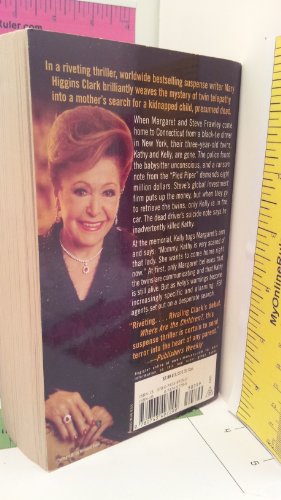 ruler.com
In a riveting thriller, worldwide bestselling suspense writer Mary
Higgins Clark brilliantly weaves the mystery of twin telepathy
into a mother's search for a kidnapped child, presumed dead.
When Margaret and Steve Frawley come
home to Connecticut from a black-tie dinner
in New York, their three-year-old twins,
Kathy and Kelly, are gone. The police found
the babysitter unconscious, and a ransom
note from the "Pied Piper" demands eight
million dollars. Steve's global investment
firm puts up the money, but when they go
to retrieve the twins, only Kelly is in the
car. The dead driver's suicide note says he
inadvertently killed Kathy.
At the memorial, Kelly tugs Margaret's arm
and says: "Mommy, Kathy is very scared of
that lady. She wants to come home right
now." At first, only Margaret believes that
the twins are communicating and that Kathy
is still alive. But as Kelly's warnings become
increasingly specific and alarming, FBI
agents set out on a desperate search.
"Riveting. . . . Rivaling Clark's debut,
Where Are the Children?, this
suspense thriller is certain to send
terror into the heart of any parent."
—Publishers Weekly
MyOnlineRu
4
5